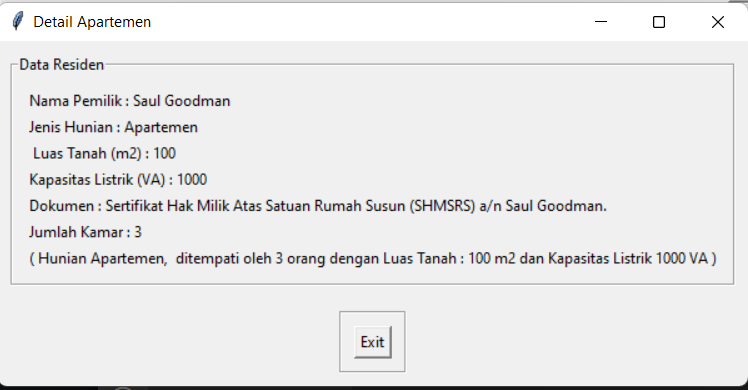 Detail Apartemen
Data Residen
Nama Pemilik : Saul Goodman
Jenis Hunian : Apartemen
Luas Tanah (m2) : 100
Kapasitas Listrik (VA) : 1000
Dokumen : Sertifikat Hak Milik Atas Satuan Rumah Susun (SHMSRS) a/n Saul Goodman.
Jumlah Kamar : 3
( Hunian Apartemen,  ditempati oleh 3 orang dengan Luas Tanah : 100 m2 dan Kapasitas Listrik 1000 VA )
Exit